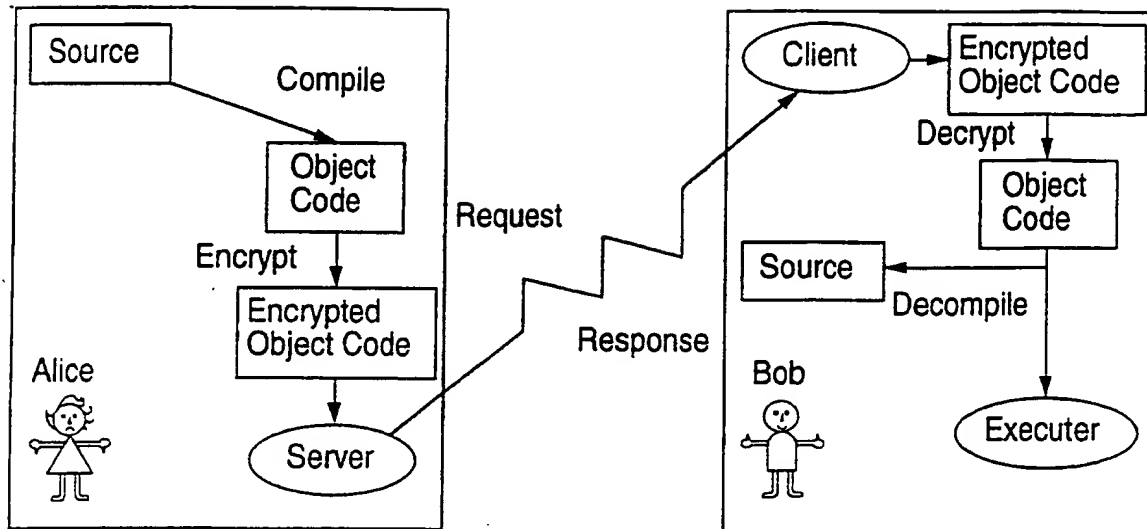 Source
Compile
Object
Code
Encrypt
Encrypted
Object Code
Alice
Server
Request
Response
Client
Encrypted
Object Code
Decrypt
Object
Code
Source
Decompile
Bob
Executer